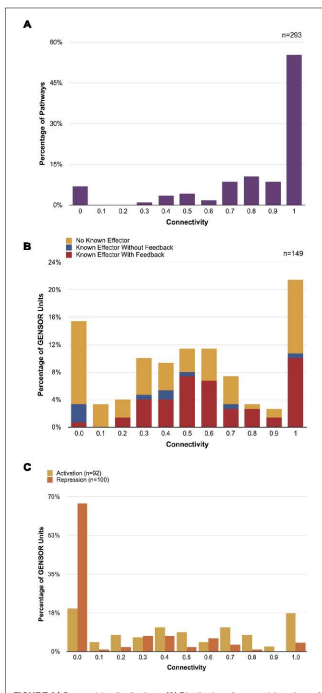 A
n=293
60%
45%
30%
15%
0%
Percentage of Pathways
0 0.1 0.2 0.3 0.4 0.5 0.6 0.7 0.8 0.9 1
Connectivity
B
No Known Effector
Known Effector Without Feedback
Known Effector With Feedback
n=149
24%
20%
16%
12%
8%
4%
0%
Percentage of GENSOR Units
0.0 0.1 0.2 0.3 0.4 0.5 0.6 0.7 0.8 0.9 1
Connectivity
C
Activation (n=92)
Repression (n=100)
70%
53%
35%
18%
0%
Percentage of GENSOR Units
0.0 0.1 0.2 0.3 0.4 0.5 0.6 0.7 0.8 0.9 1.0
Connectivity